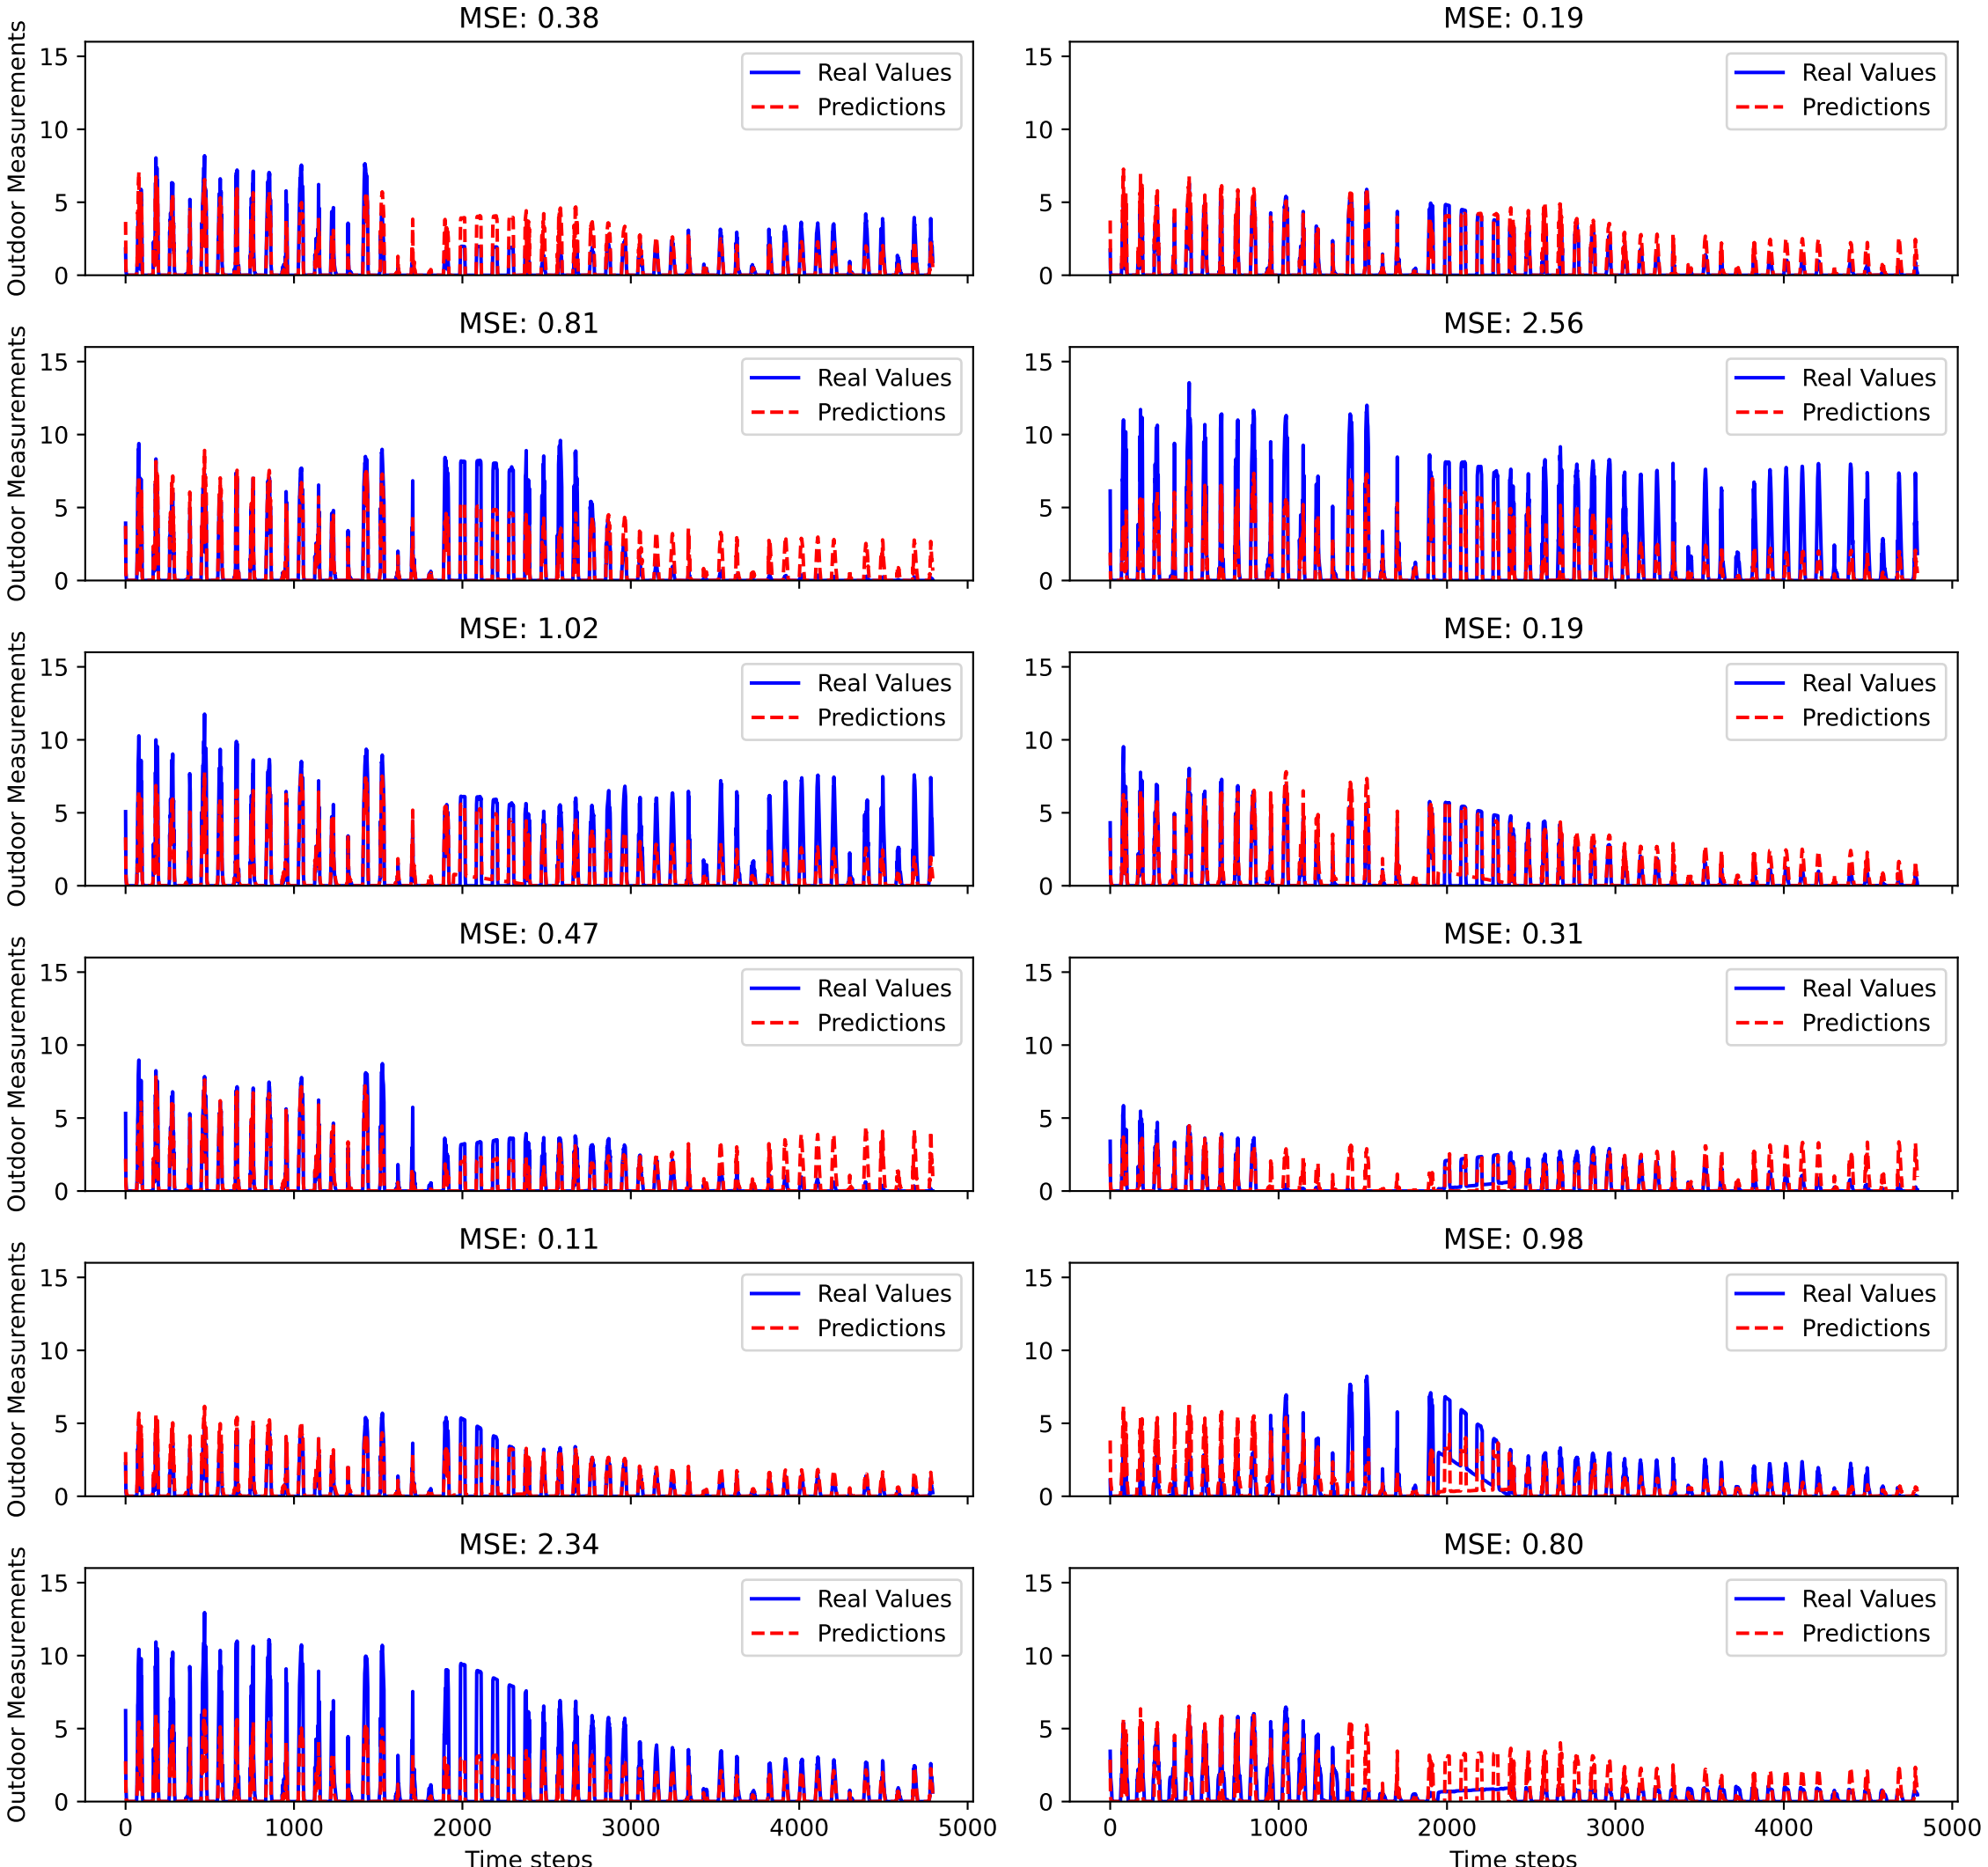 MSE: 0.38
MSE: 0.19
Outdoor Measurements
15
10
5
0
Real Values
Predictions
15
10
5
0
Real Values
Predictions
MSE: 0.81
MSE: 2.56
Outdoor Measurements
15
10
5
0
Real Values
Predictions
15
10
5
0
Real Values
Predictions
MSE: 1.02
MSE: 0.19
Outdoor Measurements
15
10
5
0
Real Values
Predictions
15
10
5
0
Real Values
Predictions
MSE: 0.47
MSE: 0.31
Outdoor Measurements
15
10
5
0
Real Values
Predictions
15
10
5
0
Real Values
Predictions
MSE: 0.11
MSE: 0.98
Outdoor Measurements
15
10
5
0
Real Values
Predictions
15
10
5
0
Real Values
Predictions
MSE: 2.34
MSE: 0.80
Outdoor Measurements
15
10
5
0
Real Values
Predictions
15
10
5
0
Real Values
Predictions
0 1000 2000 3000 4000 5000
0 1000 2000 3000 4000 5000
Time steps
Time steps